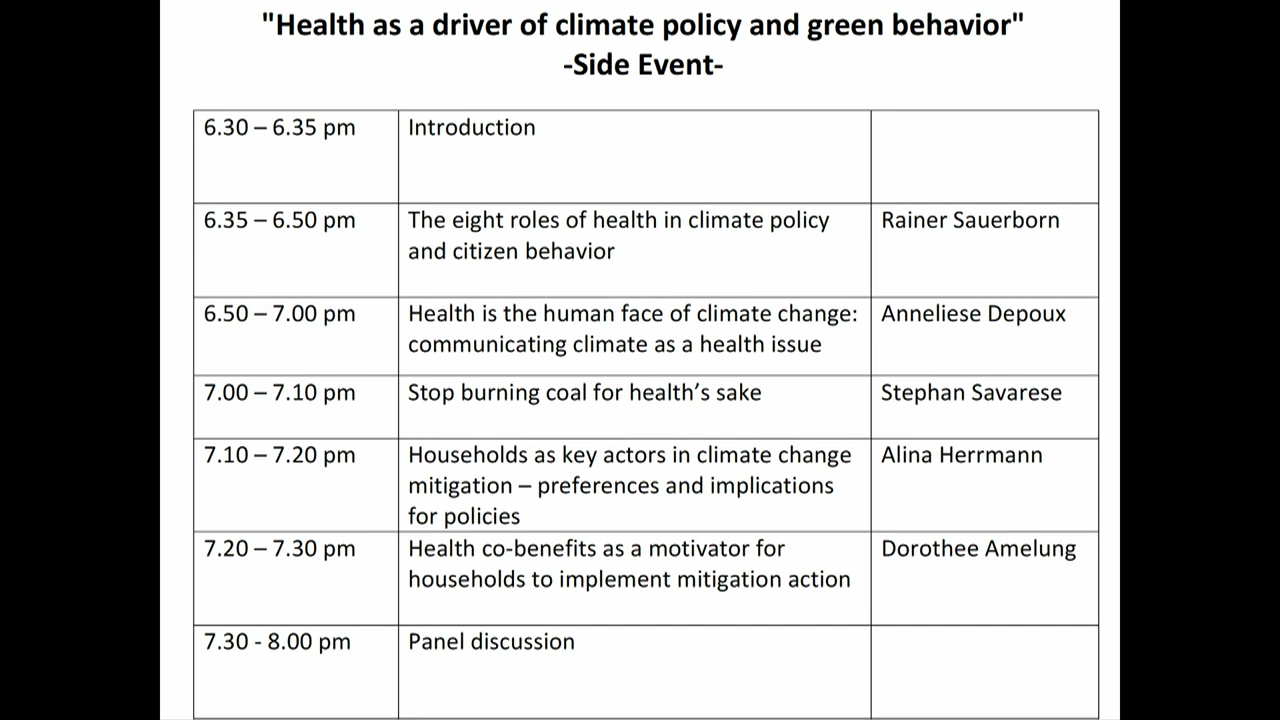 "Health as a driver of climate policy and green behavior"
-Side Event-
6.30 – 6.35 pm Introduction
6.35 – 6.50 pm The eight roles of health in climate policy Rainer Sauerborn
and citizen behavior
6.50 – 7.00 pm Health is the human face of climate change: Anneliese Depoux
communicating climate as a health issue
7.00 – 7.10 pm Stop burning coal for health’s sake Stephan Savarese
7.10 – 7.20 pm Households as key actors in climate change Alina Herrmann
mitigation – preferences and implications
for policies
7.20 – 7.30 pm Health co-benefits as a motivator for Dorothee Amelung
households to implement mitigation action
7.30 - 8.00 pm Panel discussion